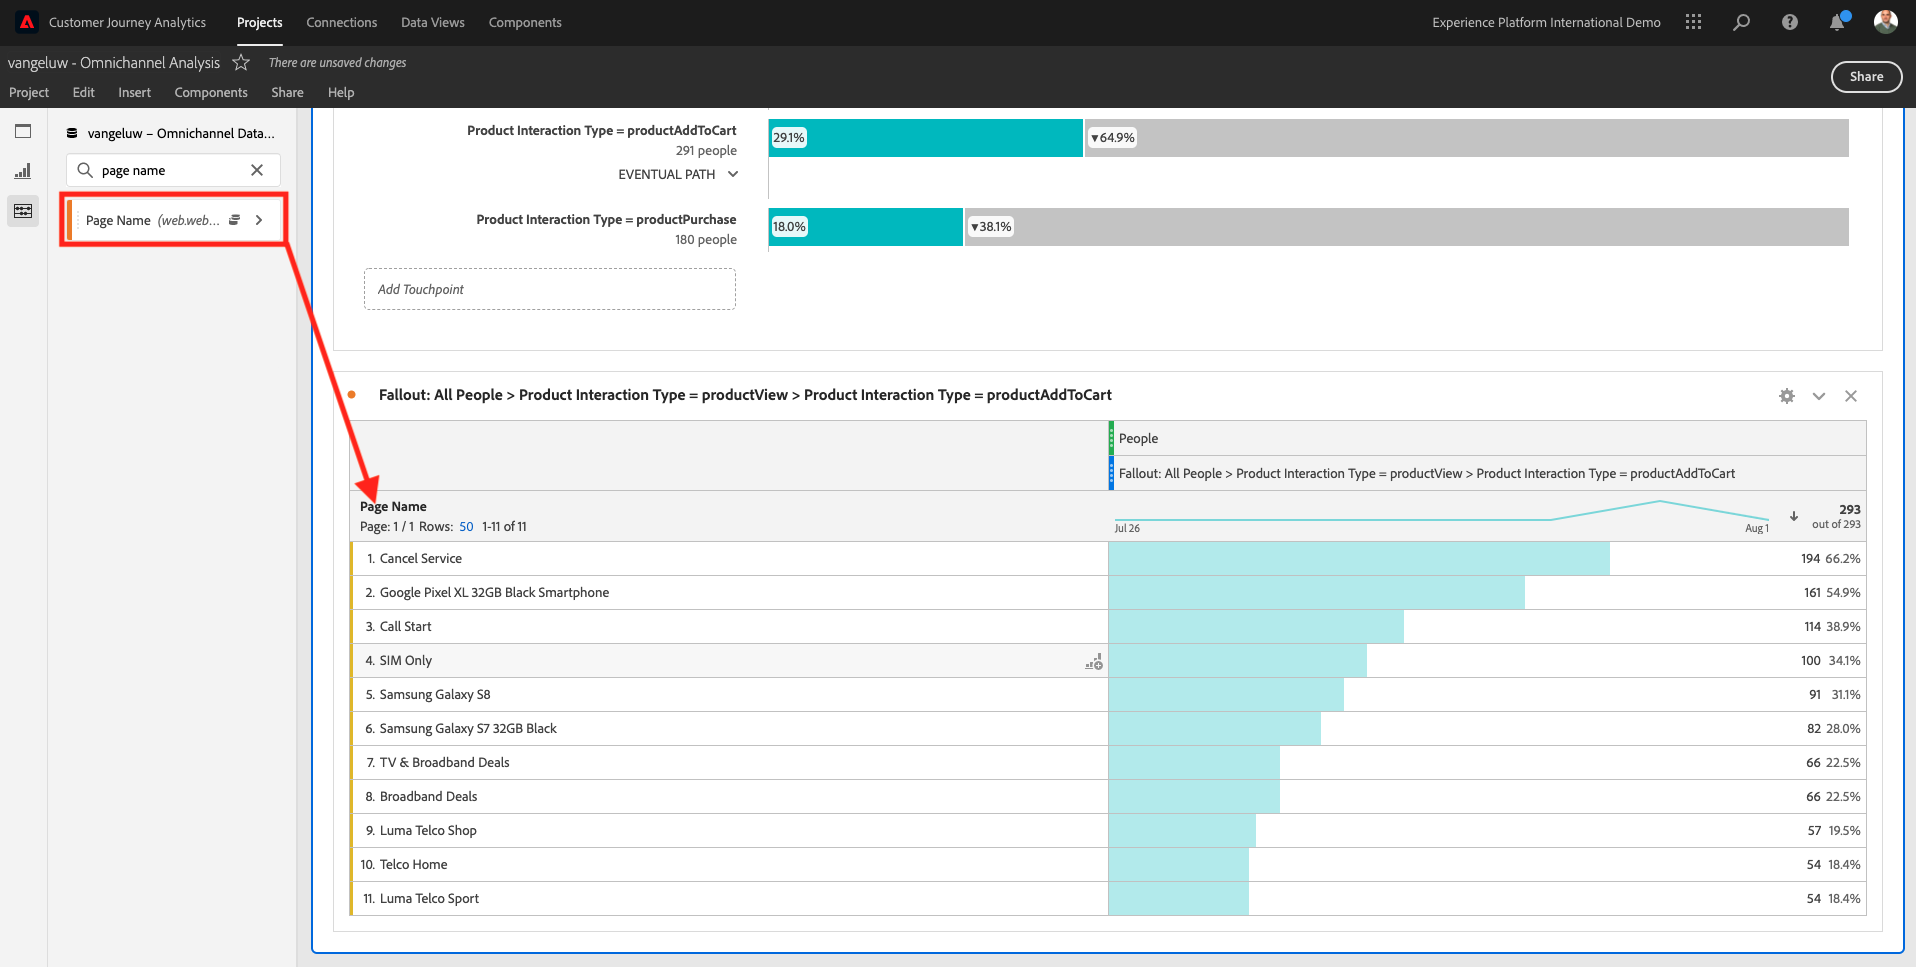 Customer Journey Analytics
Projects
Connections
Data Views
Components
Experience Platform International Demo
vangeluw - Omnichannel Analysis
There are unsaved changes
Share
Project
Edit
Insert
Components
Share
Help
vangeluw – Omnichannel Data...
page name
Page Name (web.web...
Product Interaction Type = productAddToCart
291 people
29.1%
▼64.9%
EVENTUAL PATH
Product Interaction Type = productPurchase
180 people
18.0%
▼38.1%
Add Touchpoint
Fallout: All People > Product Interaction Type = productView > Product Interaction Type = productAddToCart
People
Fallout: All People > Product Interaction Type = productView > Product Interaction Type = productAddToCart
Page Name
Page: 1 / 1 Rows: 50 1-11 of 11
Jul 26
Aug 1
293
out of 293
1. Cancel Service 194 66.2%
2. Google Pixel XL 32GB Black Smartphone 161 54.9%
3. Call Start 114 38.9%
4. SIM Only 100 34.1%
5. Samsung Galaxy S8 91 31.1%
6. Samsung Galaxy S7 32GB Black 82 28.0%
7. TV & Broadband Deals 66 22.5%
8. Broadband Deals 66 22.5%
9. Luma Telco Shop 57 19.5%
10. Telco Home 54 18.4%
11. Luma Telco Sport 54 18.4%